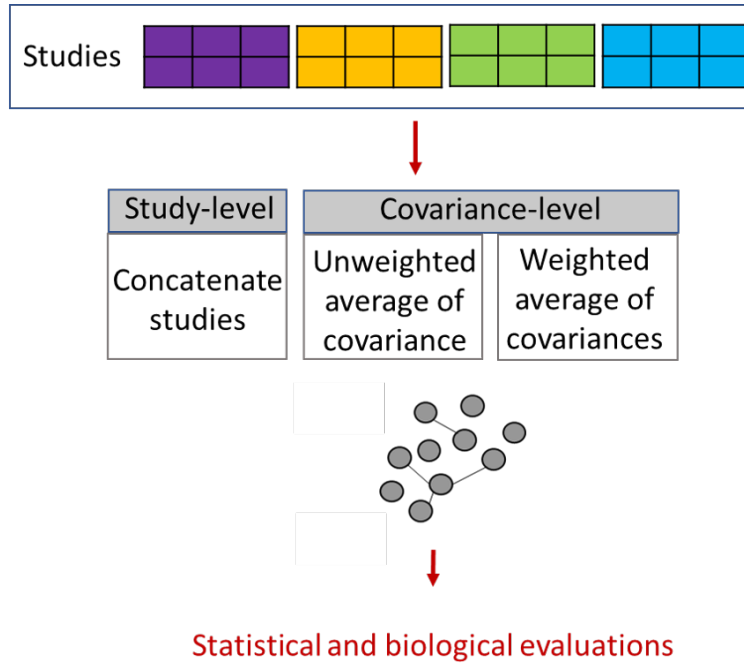 Studies
Study-level
Covariance-level
Concatenate
studies
Unweighted
average of
covariance
Weighted
average of
covariances
Statistical and biological evaluations